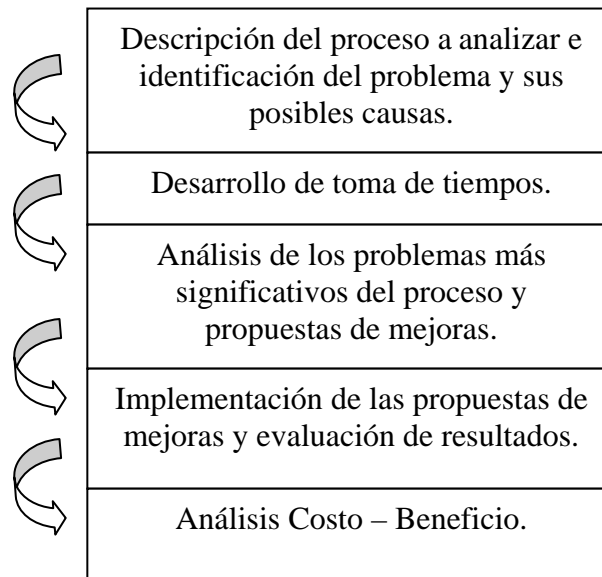 Descripción del proceso a analizar e
identificación del problema y sus
posibles causas.
Desarrollo de toma de tiempos.
Análisis de los problemas más
significativos del proceso y
propuestas de mejoras.
Implementación de las propuestas de
mejoras y evaluación de resultados.
Análisis Costo – Beneficio.